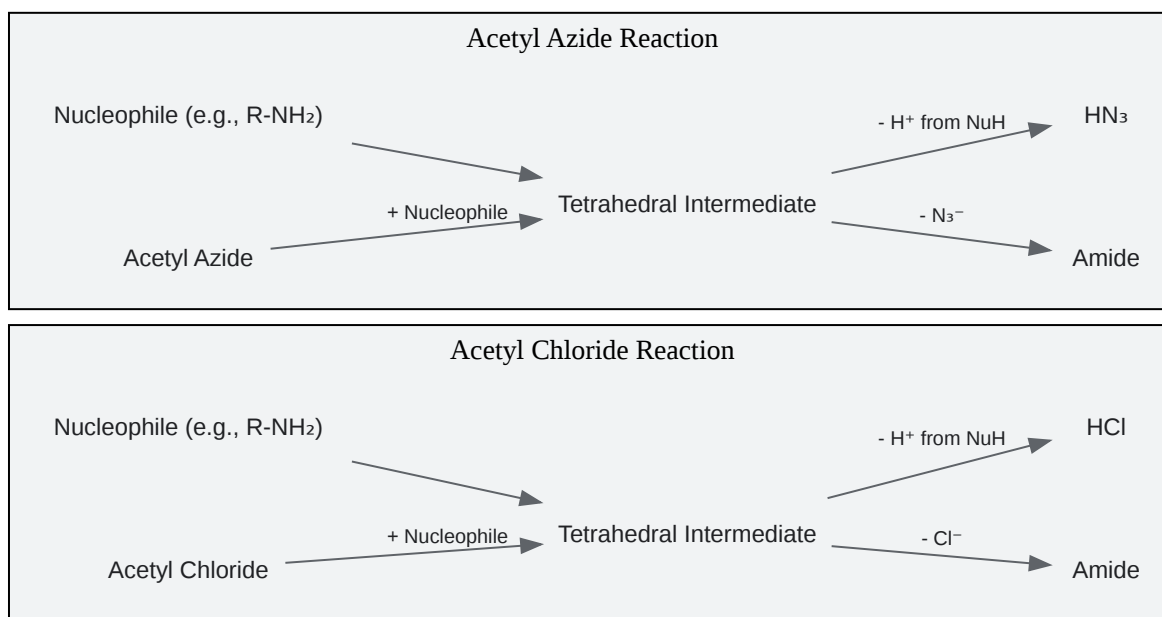 Acetyl Azide Reaction
Nucleophile (e.g., R-NH₂)
- H⁺ from NuH
HN₃
Tetrahedral Intermediate
+ Nucleophile
- N₃⁻
Acetyl Azide
Amide
Acetyl Chloride Reaction
Nucleophile (e.g., R-NH₂)
- H⁺ from NuH
HCl
Tetrahedral Intermediate
+ Nucleophile
- Cl⁻
Acetyl Chloride
Amide